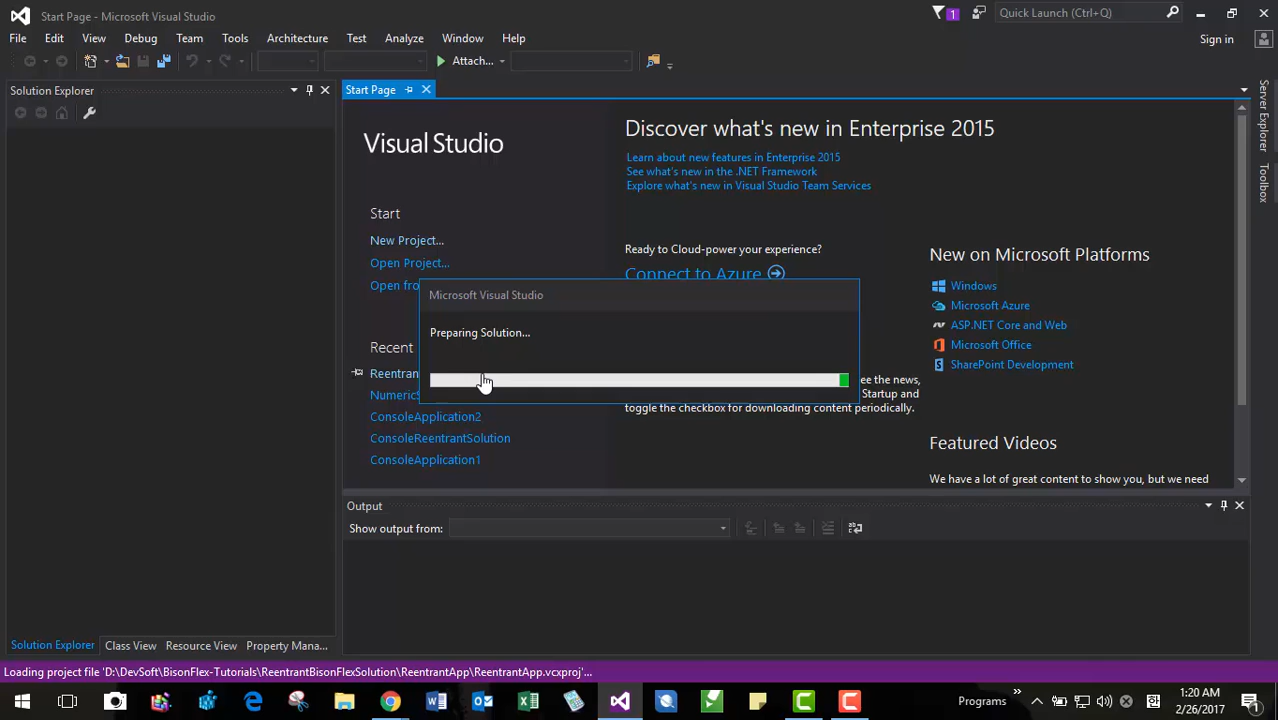 Start Page - Microsoft Visual Studio
1
Quick Launch (Ctrl+Q)
File Edit View Debug Team Tools Architecture Test Analyze Window Help
Sign in
Attach...
Solution Explorer
Start Page
Server Explorer
Toolbox
Visual Studio
Discover what's new in Enterprise 2015
Learn about new features in Enterprise 2015
See what's new in the .NET Framework
Explore what's new in Visual Studio Team Services
Start
New Project...
Open Project...
Open fro
Ready to Cloud-power your experience?
Connect to Azure
New on Microsoft Platforms
Windows
Microsoft Azure
ASP.NET Core and Web
Microsoft Office
SharePoint Development
Microsoft Visual Studio
Preparing Solution...
Recent
Reentran
Numeric
ConsoleApplication2
ConsoleReentrantSolution
ConsoleApplication1
ee the news,
Startup and
toggle the checkbox for downloading content periodically.
Featured Videos
We have a lot of great content to show you, but we need
Output
Show output from:
Solution Explorer Class View Resource View Property Mana...
Loading project file 'D:\DevSoft\BisonFlex-Tutorials\ReentrantBisonFlexSolution\ReentrantApp\ReentrantApp.vcxproj'...
Programs
1:20 AM
2/26/2017